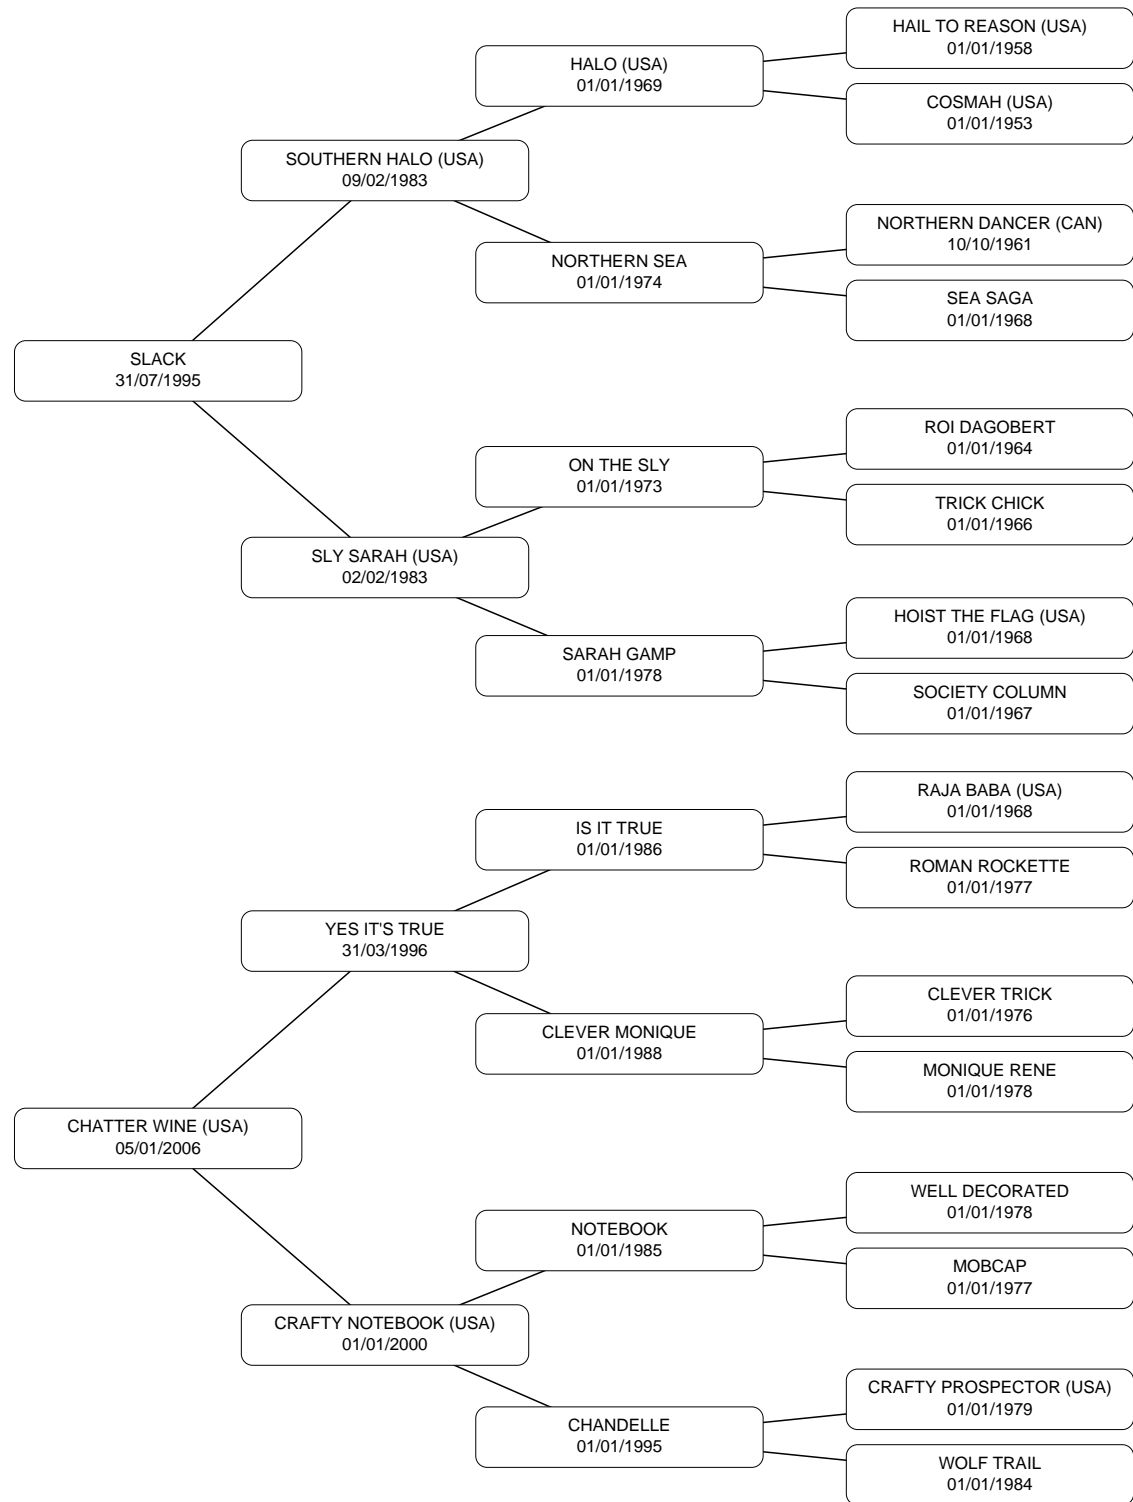 HAIL TO REASON (USA)
01/01/1958
HALO (USA)
01/01/1969
COSMAH (USA)
01/01/1953
SOUTHERN HALO (USA)
09/02/1983
NORTHERN DANCER (CAN)
10/10/1961
NORTHERN SEA
01/01/1974
SEA SAGA
01/01/1968
SLACK
31/07/1995
ROI DAGOBERT
01/01/1964
ON THE SLY
01/01/1973
TRICK CHICK
01/01/1966
SLY SARAH (USA)
02/02/1983
HOIST THE FLAG (USA)
01/01/1968
SARAH GAMP
01/01/1978
SOCIETY COLUMN
01/01/1967
RAJA BABA (USA)
01/01/1968
IS IT TRUE
01/01/1986
ROMAN ROCKETTE
01/01/1977
YES IT'S TRUE
31/03/1996
CLEVER TRICK
01/01/1976
CLEVER MONIQUE
01/01/1988
MONIQUE RENE
01/01/1978
CHATTER WINE (USA)
05/01/2006
WELL DECORATED
01/01/1978
NOTEBOOK
01/01/1985
MOBCAP
01/01/1977
CRAFTY NOTEBOOK (USA)
01/01/2000
CRAFTY PROSPECTOR (USA)
01/01/1979
CHANDELLE
01/01/1995
WOLF TRAIL
01/01/1984